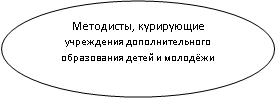 Методисты, курирующие
учреждения дополнительного
образования детей и молодёжи